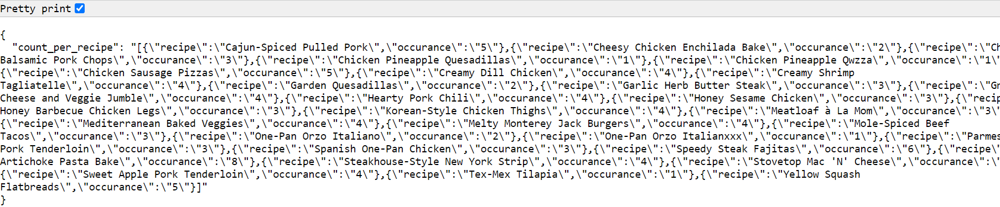 Pretty print
{
"count_per_recipe": "[{\"recipe\":\"Cajun-Spiced Pulled Pork\",\"occurance\":\"5\"},{\"recipe\":\"Cheesy Chicken Enchilada Bake\",\"occurance\":\"2\"},{\"recipe\":\"Ch
Balsamic Pork Chops\",\"occurance\":\"3\"},{\"recipe\":\"Chicken Pineapple Quesadillas\",\"occurance\":\"1\"},{\"recipe\":\"Chicken Pineapple Qwzza\",\"occurance\":\"1\"
{\"recipe\":\"Chicken Sausage Pizzas\",\"occurance\":\"5\"},{\"recipe\":\"Creamy Dill Chicken\",\"occurance\":\"4\"},{\"recipe\":\"Creamy Shrimp
Tagliatelle\",\"occurance\":\"4\"},{\"recipe\":\"Garden Quesadillas\",\"occurance\":\"2\"},{\"recipe\":\"Garlic Herb Butter Steak\",\"occurance\":\"3\"},{\"recipe\":\"Gr
Cheese and Veggie Jumble\",\"occurance\":\"4\"},{\"recipe\":\"Hearty Pork Chili\",\"occurance\":\"4\"},{\"recipe\":\"Honey Sesame Chicken\",\"occurance\":\"3\"},{\"recip
Honey Barbecue Chicken Legs\",\"occurance\":\"3\"},{\"recipe\":\"Korean-Style Chicken Thighs\",\"occurance\":\"4\"},{\"recipe\":\"Meatloaf à La Mom\",\"occurance\":\"3\"
{\"recipe\":\"Mediterranean Baked Veggies\",\"occurance\":\"4\"},{\"recipe\":\"Melty Monterey Jack Burgers\",\"occurance\":\"4\"},{\"recipe\":\"Mole-Spiced Beef
Tacos\",\"occurance\":\"3\"},{\"recipe\":\"One-Pan Orzo Italiano\",\"occurance\":\"2\"},{\"recipe\":\"One-Pan Orzo Italianxxx\",\"occurance\":\"1\"},{\"recipe\":\"Parmes
Pork Tenderloin\",\"occurance\":\"3\"},{\"recipe\":\"Spanish One-Pan Chicken\",\"occurance\":\"3\"},{\"recipe\":\"Speedy Steak Fajitas\",\"occurance\":\"6\"},{\"recipe\":\"
Artichoke Pasta Bake\",\"occurance\":\"8\"},{\"recipe\":\"Steakhouse-Style New York Strip\",\"occurance\":\"4\"},{\"recipe\":\"Stovetop Mac 'N' Cheese\",\"occurance\":\"
{\"recipe\":\"Sweet Apple Pork Tenderloin\",\"occurance\":\"4\"},{\"recipe\":\"Tex-Mex Tilapia\",\"occurance\":\"1\"},{\"recipe\":\"Yellow Squash
Flatbreads\",\"occurance\":\"5\"}]"
}